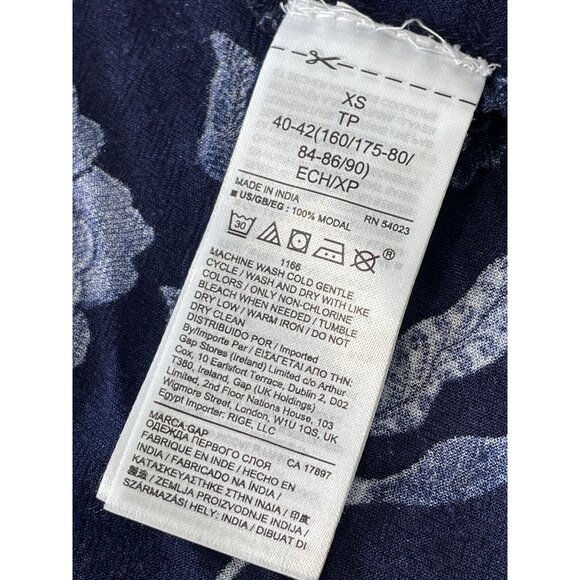 XS
TP
40-42(160/175-80/
84-86/90)
ECH/XP
MADE IN INDIA RN 54023
US/GB/EG : 100% MODAL
30
®
1166
MACHINE WASH COLD GENTLE
CYCLE / WASH AND DRY WITH LIKE
COLORS / ONLY NON-CHLORINE
BLEACH WHEN NEEDED / TUMBLE
DRY LOW / WARM IRON / DO NOT
DRY CLEAN
DISTRIBUIDO POR / Imported
By/Importe Par / ΕΙΣΑΓΕΤΑΙ ΑΠΟ ΤΗΝ:
Gap Stores (Ireland) Limited c/o Arthur
Cox, 10 Earlsfort Terrace, Dublin 2, D02
T380, Ireland, Gap (UK Holdings)
Limited, 2nd Floor Nations House, 103
Wigmore Street, London, W1U 1QS, UK
Egypt Importer: RIGE, LLC
MARCA:GAP
ОДЕЖДА ПЕРВОГО СЛОЯ CA 17897
FABRIQUE EN INDE / HECHO EN
INDIA / FABRICADO NA ÍNDIA /
ΚΑΤΑΣΚΕΥΑΣΤΗΚΕ ΣΤΗΝ ΙΝΔΙΑ /
/ ZEMLJA PROIZVODNJE INDIJA /
SZÁRMAZÁSI HELY: INDIA / DIBUAT DI